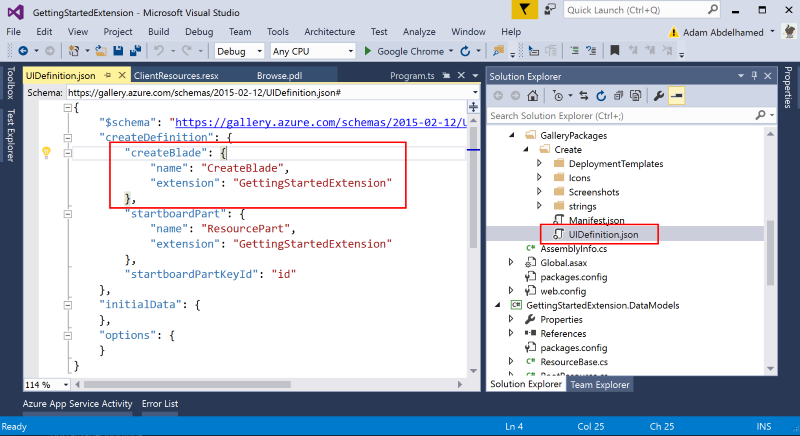 GettingStartedExtension - Microsoft Visual Studio
Quick Launch (Ctrl+Q)
File Edit View Project Build Debug Team Tools Architecture Test Analyze Window Help Adam Abdelhamed
Debug Any CPU Google Chrome
Toolbox
Test Explorer
UIDefinition.json ClientResources.resx Browse.pdl Program.ts
Schema: https://gallery.azure.com/schemas/2015-02-12/UIDefinition.json#
{
"$schema": "https://gallery.azure.com/schemas/2015-02-12/U
"createDefinition": {
"createBlade": {
"name": "CreateBlade",
"extension": "GettingStartedExtension"
},
"startboardPart": {
"name": "ResourcePart",
"extension": "GettingStartedExtension"
},
"startboardPartKeyId": "id"
},
"initialData": {
},
"options": {
}
}
114 %
Solution Explorer
Search Solution Explorer (Ctrl+;)
GalleryPackages
Create
DeploymentTemplates
Icons
Screenshots
strings
Manifest.json
UIDefinition.json
AssemblyInfo.cs
Global.asax
packages.config
web.config
GettingStartedExtension.DataModels
Properties
References
packages.config
ResourceBase.cs
RootResource.cs
Solution Explorer Team Explorer
Azure App Service Activity Error List
Ready Ln 4 Col 25 Ch 25 INS